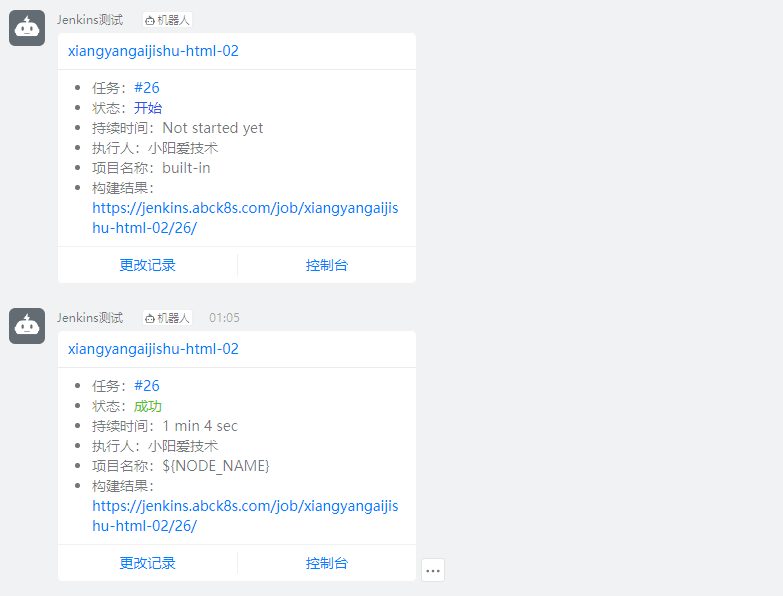 Jenkins测试 机器人
xiangyangaijishu-html-02
任务：#26
状态：开始
持续时间：Not started yet
执行人：小阳爱技术
项目名称：built-in
构建结果：
https://jenkins.abck8s.com/job/xiangyangaijis
hu-html-02/26/
更改记录 控制台
Jenkins测试 机器人 01:05
xiangyangaijishu-html-02
任务：#26
状态：成功
持续时间：1 min 4 sec
执行人：小阳爱技术
项目名称：${NODE_NAME}
构建结果：
https://jenkins.abck8s.com/job/xiangyangaijis
hu-html-02/26/
更改记录 控制台